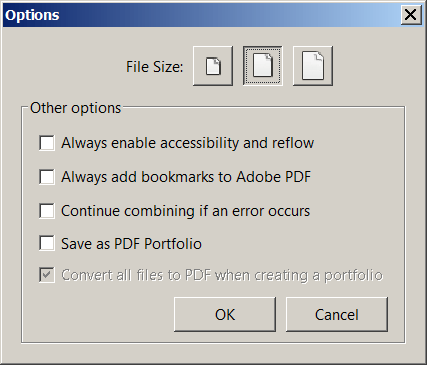 Options
File Size:
Other options
Always enable accessibility and reflow
Always add bookmarks to Adobe PDF
Continue combining if an error occurs
Save as PDF Portfolio
Convert all files to PDF when creating a portfolio
OK Cancel